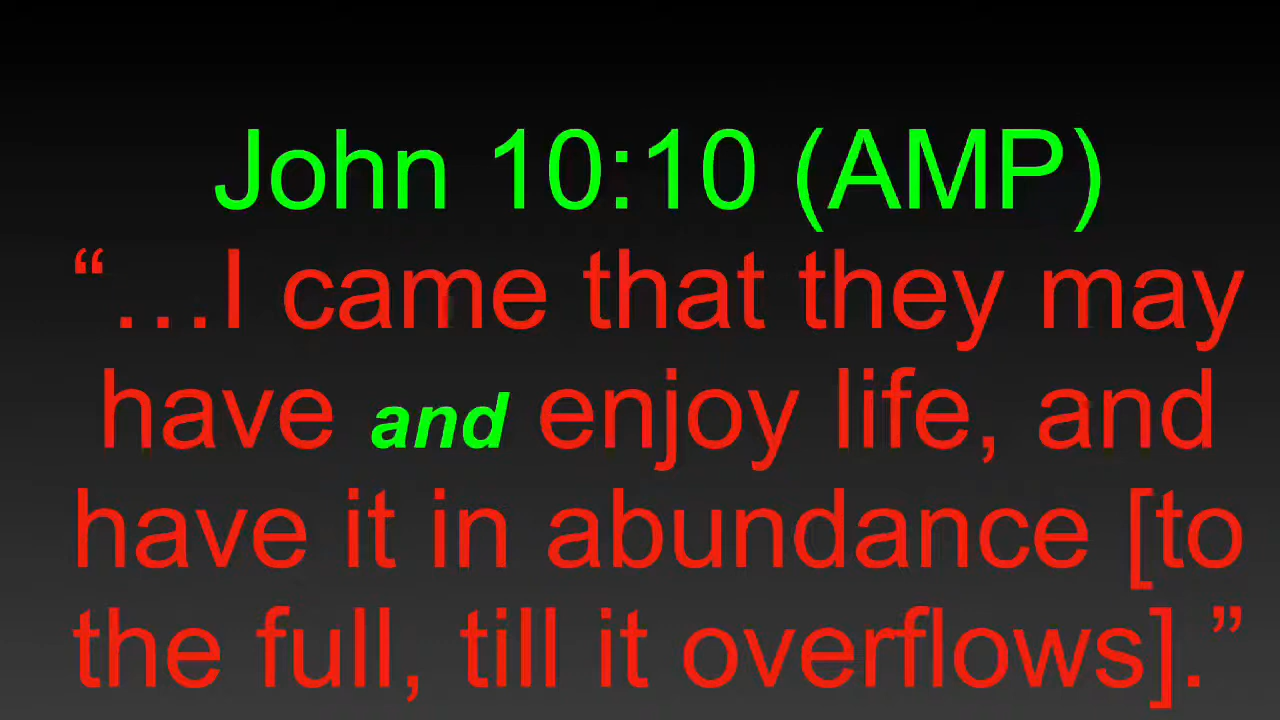 John 10:10 (AMP)
“…I came that they may
have and enjoy life, and
have it in abundance [to
the full, till it overflows].”